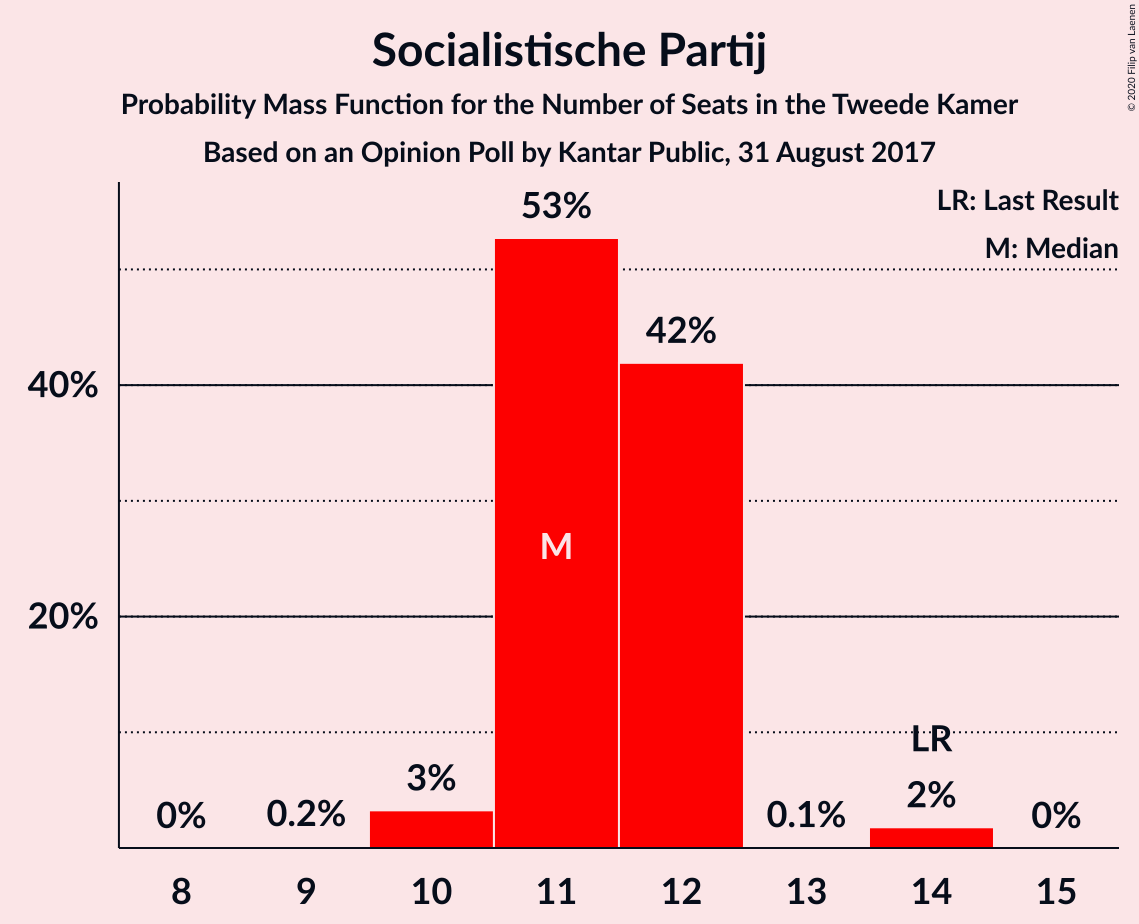 Socialistische Partij
Probability Mass Function for the Number of Seats in the Tweede Kamer
Based on an Opinion Poll by Kantar Public, 31 August 2017
© 2020 Filip van Laenen
LR: Last Result
M: Median
53%
42%
40%
M
20%
LR
3%
2%
0%
0.2%
0.1%
0%
8 9 10 11 12 13 14 15